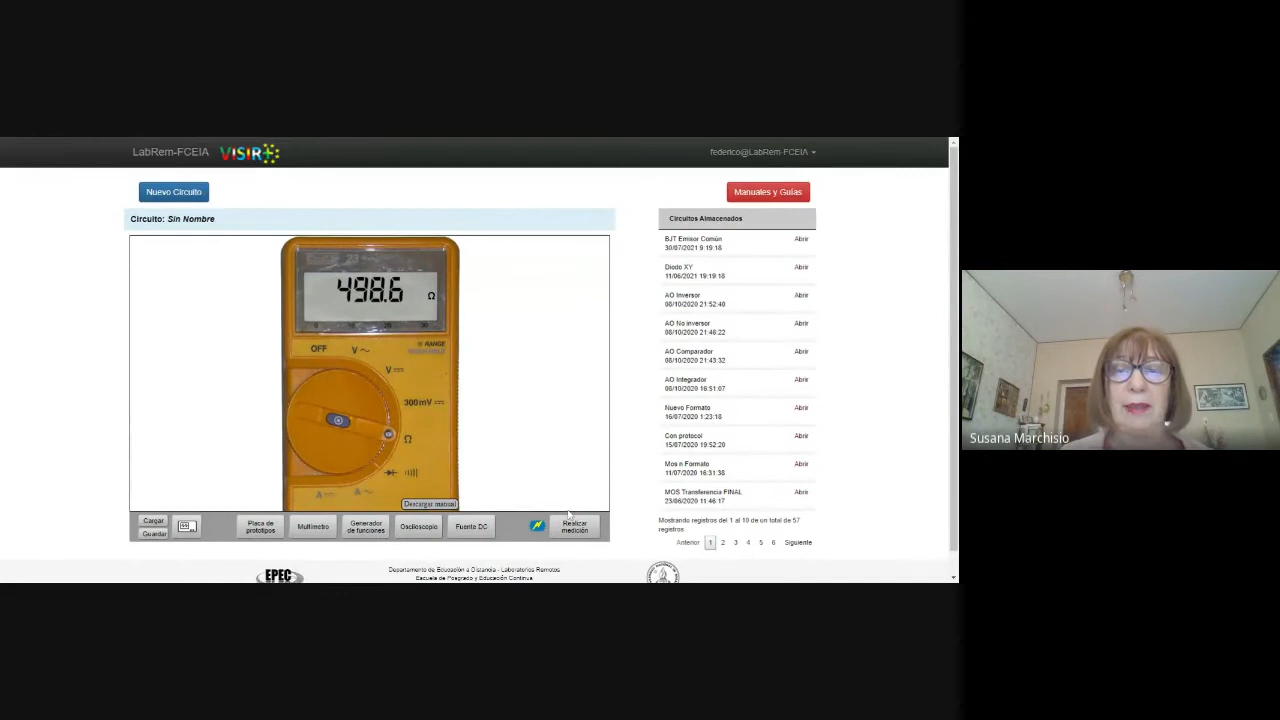 LabRem-FCEIA VISIR+
federico@LabRem-FCEIA
Nuevo Circuito
Manuales y Guías
Circuito: Sin Nombre
498.6 Ω
OFF
V
RANGE
V
300mV
Ω
A
A
Descargar manual
Cargar
Guardar
Placa de
prototipos
Multímetro
Generador
de funciones
Osciloscopio
Fuente DC
Realizar
medición
Circuitos Almacenados
BJT Emisor Común Abrir
30/07/2021 9:19:18
Diodo XY Abrir
11/06/2021 19:19:18
AO Inversor Abrir
08/10/2020 21:52:40
AO No inversor Abrir
08/10/2020 21:46:22
AO Comparador Abrir
08/10/2020 21:43:32
AO Integrador Abrir
08/10/2020 16:51:07
Nuevo Formato Abrir
16/07/2020 1:23:18
Con protocol Abrir
15/07/2020 19:52:20
Mos n Formato Abrir
11/07/2020 16:31:38
MOS Transferencia FINAL Abrir
23/06/2020 11:46:17
Mostrando registros del 1 al 10 de un total de 57
registros
Anterior 1 2 3 4 5 6 Siguiente
EPEC
Departamento de Educación a Distancia - Laboratorios Remotos
Escuela de Posgrado y Educación Continua
Susana Marchisio